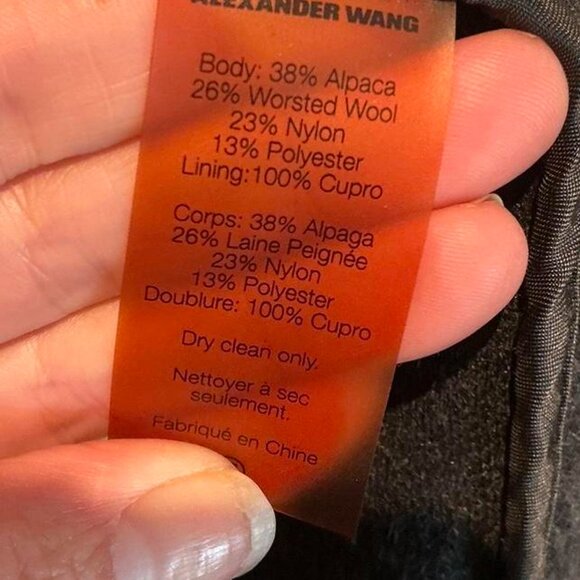 ALEXANDER WANG
Body: 38% Alpaca
26% Worsted Wool
23% Nylon
13% Polyester
Lining:100% Cupro
Corps: 38% Alpaga
26% Laine Peignée
23% Nylon
13% Polyester
Doublure: 100% Cupro
Dry clean only.
Nettoyer à sec
seulement.
Fabriqué en Chine